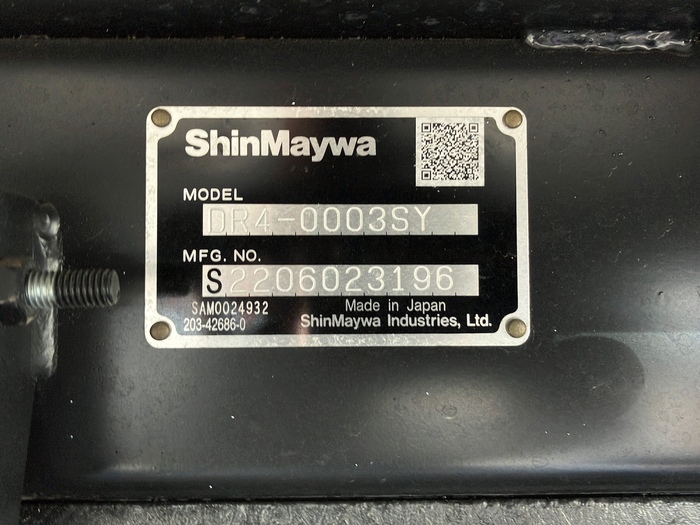 ShinMaywa
MODEL
DR4-0003SY
MFG. NO.
S2206023196
SAM0024932
Made in Japan
203-42686-0
ShinMaywa Industries, Ltd.